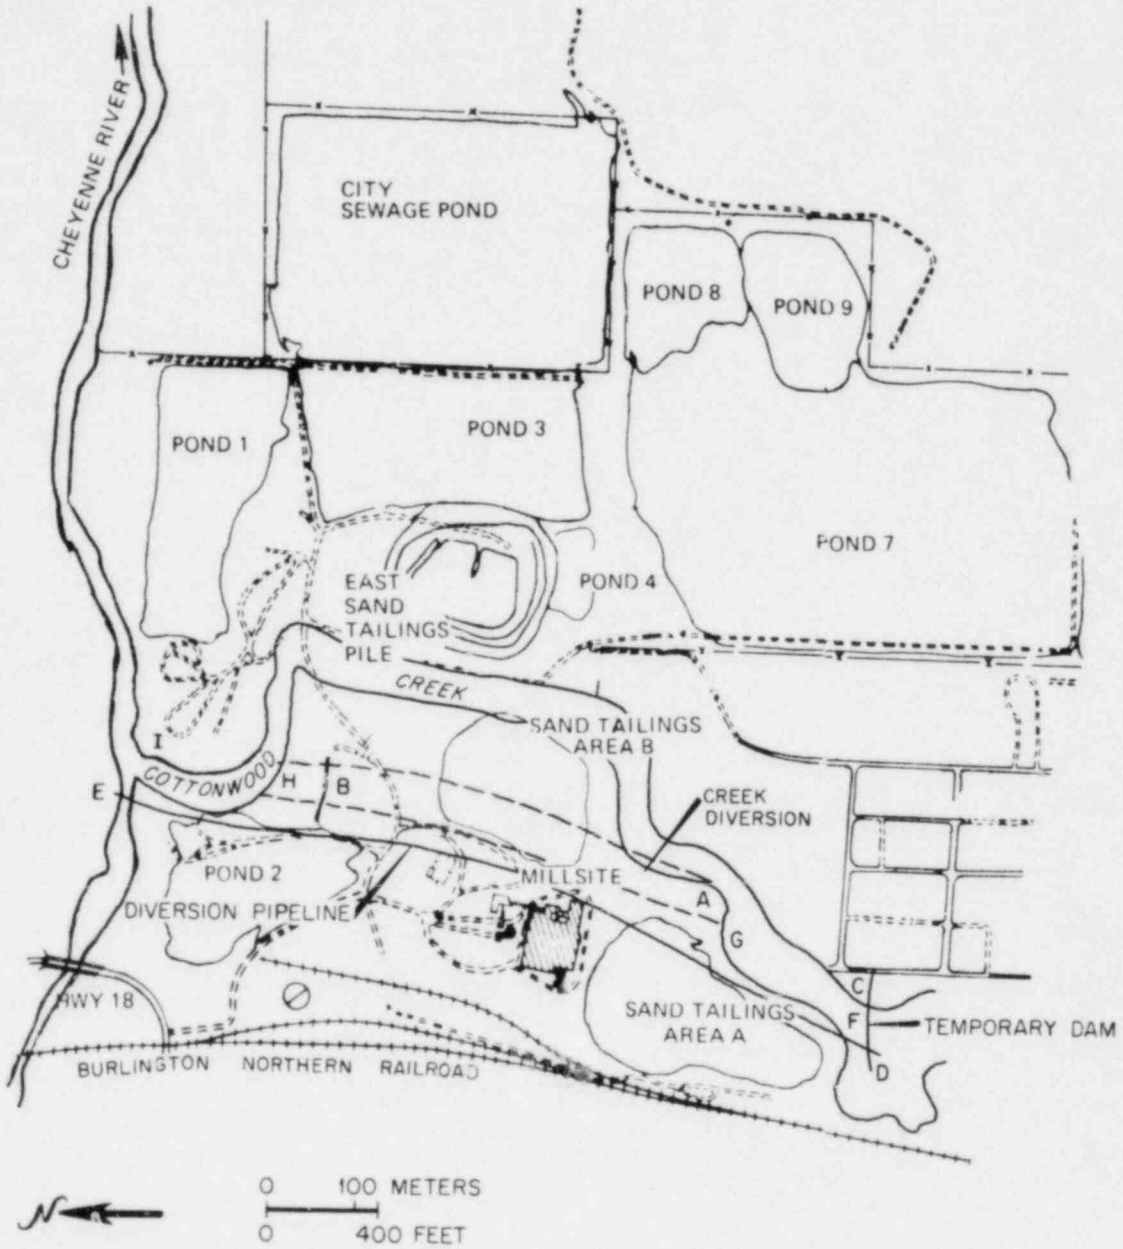 CHEYENNE RIVER
CITY
SEWAGE POND
POND 8
POND 9
POND 1
POND 3
POND 7
EAST
SAND
TAILINGS
PILE
POND 4
CREEK
SAND TAILINGS
AREA B
I
COTTONWOOD
E
H
B
CREEK
DIVERSION
POND 2
MILLSITE
A
DIVERSION PIPELINE
G
HWY 18
SAND TAILINGS
AREA A
C
F
TEMPORARY DAM
D
BURLINGTON NORTHERN RAILROAD
N
0 100 METERS
0 400 FEET